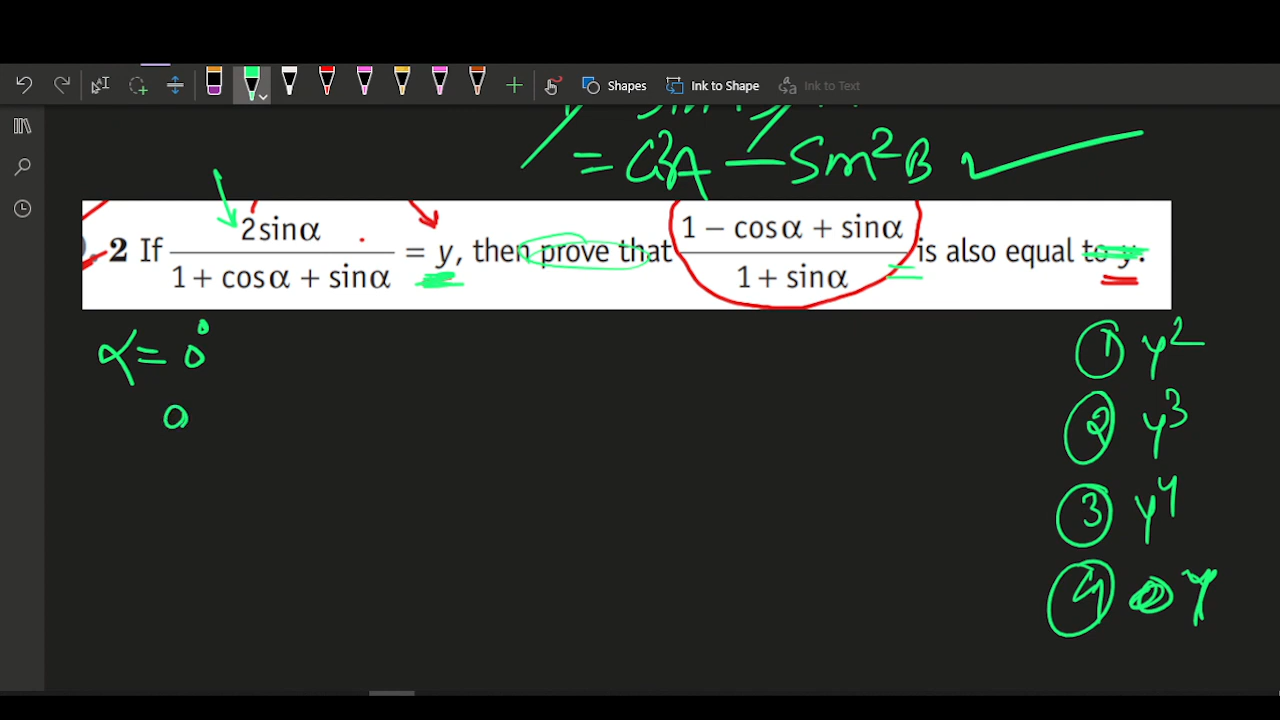 Shapes Ink to Shape Ink to Text
= C²A - Sin²B
2 If 2sinα / 1 + cosα + sinα = y, then prove that 1 − cosα + sinα / 1 + sinα is also equal to y.
α = 0°
0
① y²
② y³
③ y⁴
④ y